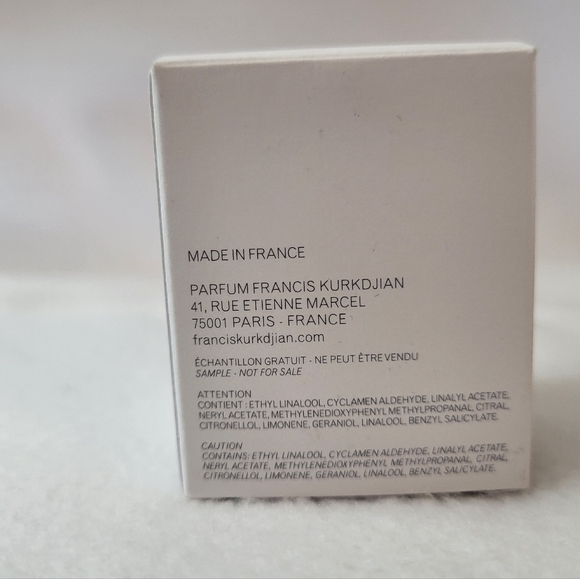 MADE IN FRANCE
PARFUM FRANCIS KURKDJIAN
41, RUE ETIENNE MARCEL
75001 PARIS - FRANCE
franciskurkdjian.com
ÉCHANTILLON GRATUIT - NE PEUT ÊTRE VENDU
SAMPLE - NOT FOR SALE
ATTENTION
CONTIENT : ETHYL LINALOOL, CYCLAMEN ALDEHYDE, LINALYL ACETATE,
NERYL ACETATE, METHYLENEDIOXYPHENYL METHYLPROPANAL, CITRAL,
CITRONELLOL, LIMONENE, GERANIOL, LINALOOL, BENZYL SALICYLATE.
CAUTION
CONTAINS: ETHYL LINALOOL, CYCLAMEN ALDEHYDE, LINALYL ACETATE,
NERYL ACETATE, METHYLENEDIOXYPHENYL METHYLPROPANAL, CITRAL,
CITRONELLOL, LIMONENE, GERANIOL, LINALOOL, BENZYL SALICYLATE.